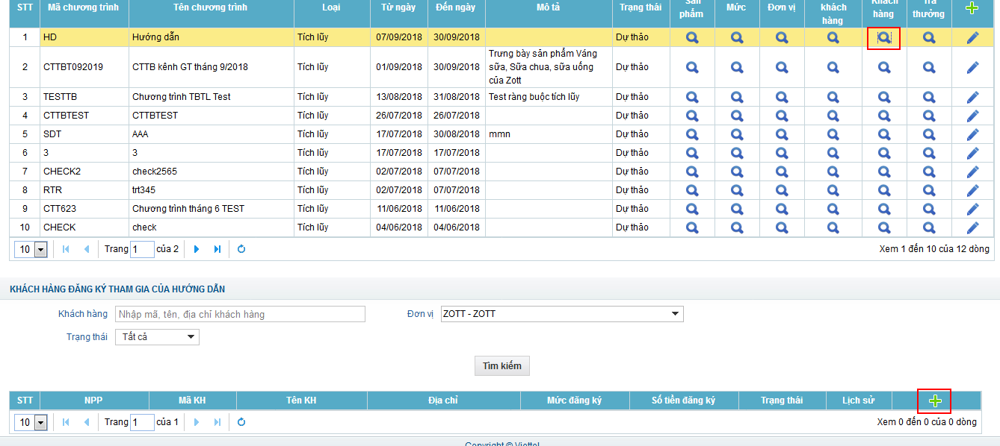 STT Mã chương trình Tên chương trình Loại Từ ngày Đến ngày Mô tả Trạng thái Sản phẩm Mức Đơn vị khách hàng Khách hàng Trả thưởng
1 HD Hướng dẫn Tích lũy 07/09/2018 30/09/2018 Dự thảo
2 CTTBT092019 CTTB kênh GT tháng 9/2018 Tích lũy 01/09/2018 30/09/2018 Trưng bày sản phẩm Váng sữa, Sữa chua, sữa uống của Zott Dự thảo
3 TESTTB Chương trình TBTL Test Tích lũy 13/08/2018 31/08/2018 Test ràng buộc tích lũy Dự thảo
4 CTTBTEST CTTBTEST Tích lũy 26/07/2018 26/07/2018 Dự thảo
5 SDT AAA Tích lũy 17/07/2018 30/08/2018 mmn Dự thảo
6 3 3 Tích lũy 17/07/2018 17/07/2018 Dự thảo
7 CHECK2 check2565 Tích lũy 02/07/2018 07/07/2018 Dự thảo
8 RTR trt345 Tích lũy 02/07/2018 07/07/2018 Dự thảo
9 CTT623 Chương trình tháng 6 TEST Tích lũy 11/06/2018 11/06/2018 Dự thảo
10 CHECK check Tích lũy 04/06/2018 04/06/2018 Dự thảo
10 Trang 1 của 2 Xem 1 đến 10 của 12 dòng
KHÁCH HÀNG ĐĂNG KÝ THAM GIA CỦA HƯỚNG DẪN
Khách hàng Nhập mã, tên, địa chỉ khách hàng Đơn vị ZOTT - ZOTT
Trạng thái Tất cả
Tìm kiếm
STT NPP Mã KH Tên KH Địa chỉ Mức đăng ký Số tiền đăng ký Trạng thái Lịch sử
10 Trang 1 của 1 Xem 0 đến 0 của 0 dòng
Copyright © Viettel